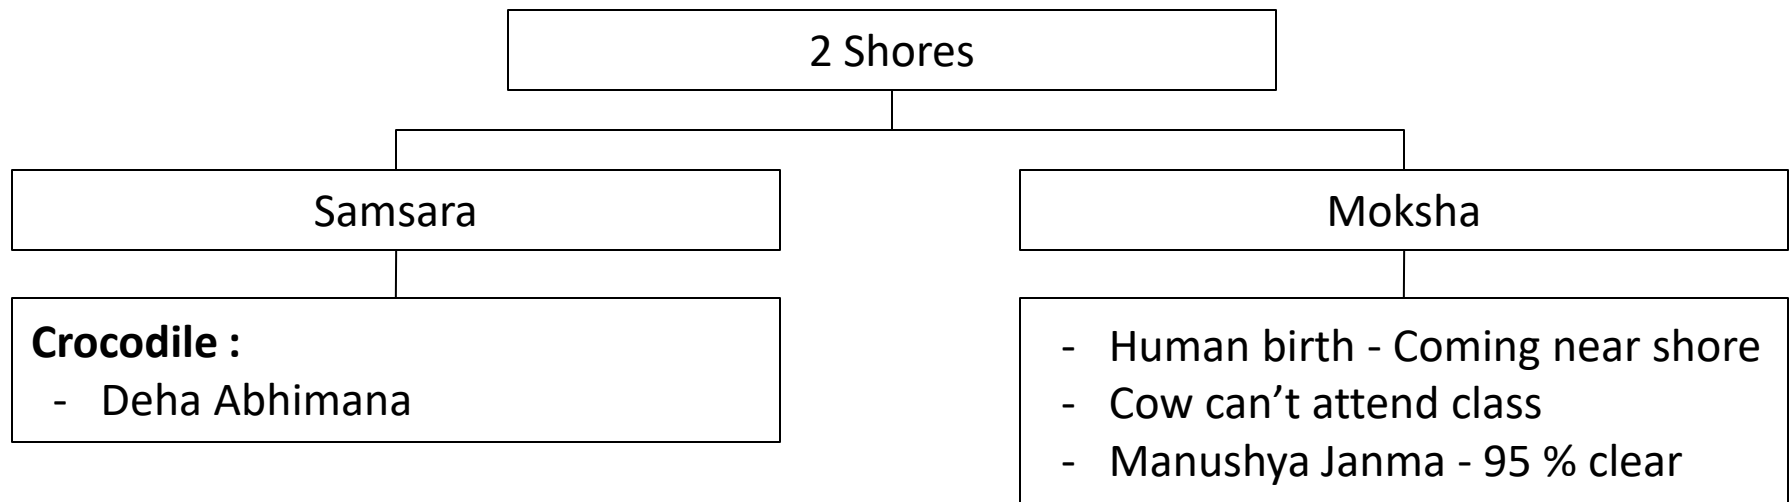 2 Shores
Samsara
Moksha
Crocodile :
- Deha Abhimana
- Human birth - Coming near shore
- Cow can’t attend class
- Manushya Janma - 95 % clear